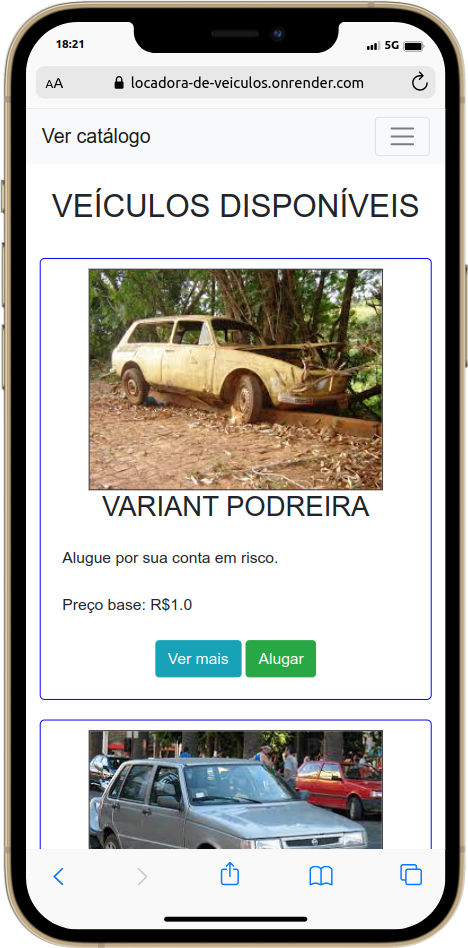 18:21
5G
AA
locadora-de-veiculos.onrender.com
Ver catálogo
VEÍCULOS DISPONÍVEIS
VARIANT PODREIRA
Alugue por sua conta em risco.
Preço base: R$1.0
Ver mais Alugar